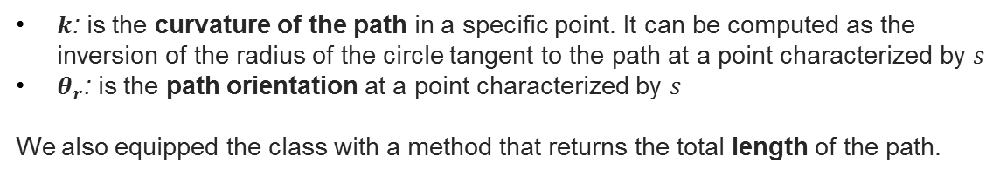 • k: is the curvature of the path in a specific point. It can be computed as the
inversion of the radius of the circle tangent to the path at a point characterized by s
• θr: is the path orientation at a point characterized by s
We also equipped the class with a method that returns the total length of the path.